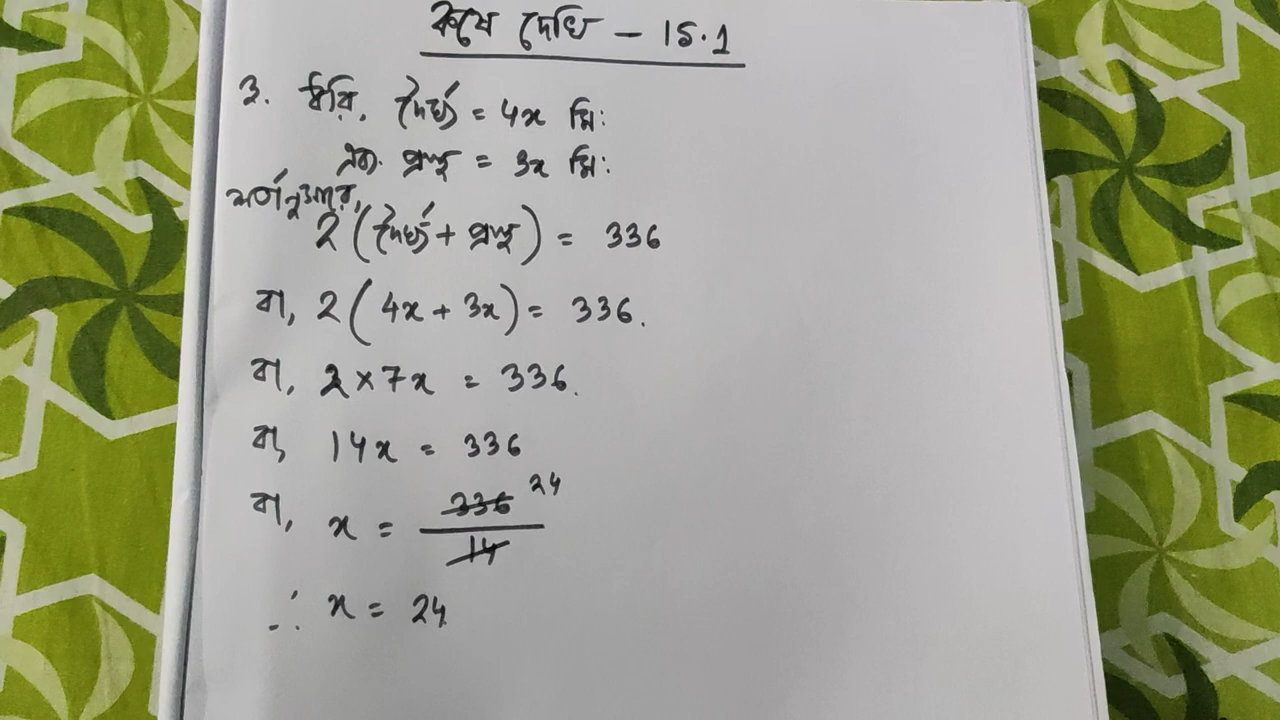 কষে দেখি – 15.1
3. ধরি, দৈর্ঘ্য = 4x মি:
এবং প্রস্থ = 3x মি:
শর্তানুসারে,
2 (দৈর্ঘ্য + প্রস্থ) = 336
বা, 2 (4x + 3x) = 336.
বা, 2 × 7x = 336.
বা, 14x = 336
বা, x = 336 24 / 14
∴ x = 24